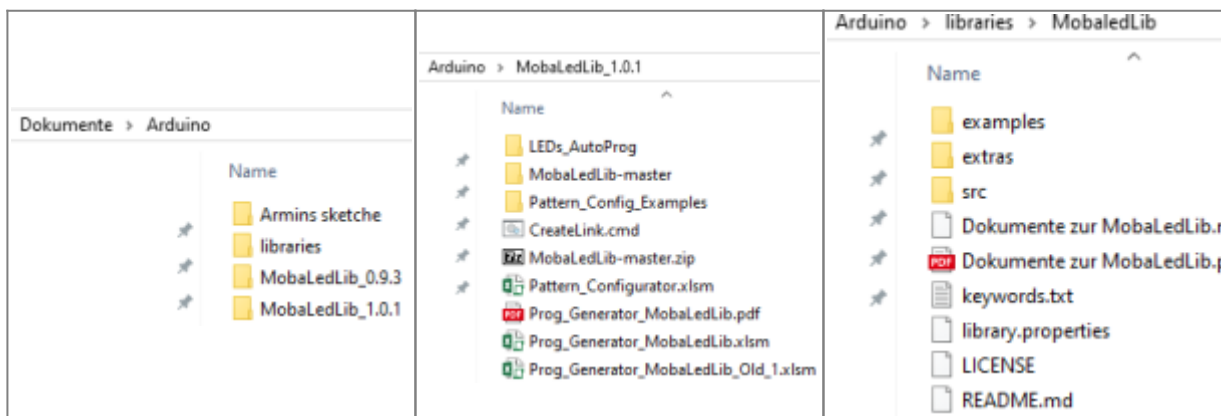 Dokumente > Arduino
Name
Armins sketche
libraries
MobaLedLib_0.9.3
MobaLedLib_1.0.1
Arduino > MobaLedLib_1.0.1
Name
LEDs_AutoProg
MobaLedLib-master
Pattern_Config_Examples
CreateLink.cmd
MobaLedLib-master.zip
Pattern_Configurator.xlsm
PDF Prog_Generator_MobaLedLib.pdf
Prog_Generator_MobaLedLib.xlsm
Prog_Generator_MobaLedLib_Old_1.xlsm
Arduino > libraries > MobaledLib
Name
examples
extras
src
Dokumente zur MobaLedLib.
PDF Dokumente zur MobaLedLib.p
keywords.txt
library.properties
LICENSE
README.md